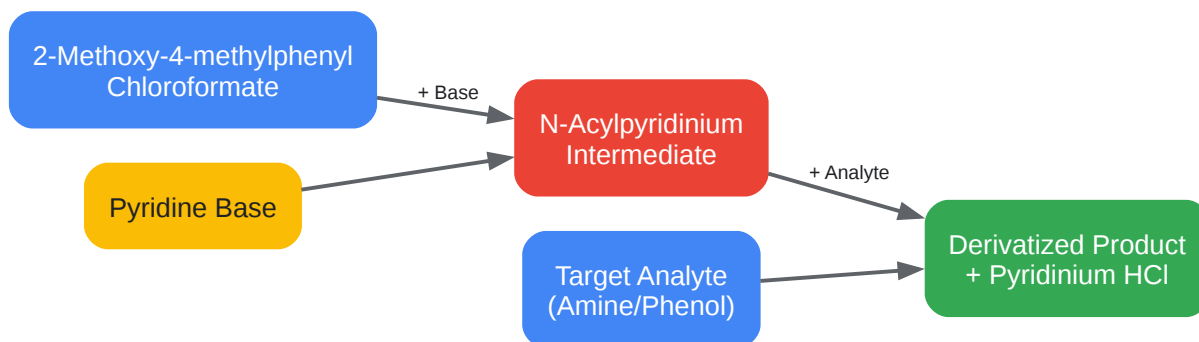 2-Methoxy-4-methylphenyl
Chloroformate
+ Base
Pyridine Base
N-Acylpyridinium
Intermediate
+ Analyte
Target Analyte
(Amine/Phenol)
Derivatized Product
+ Pyridinium HCl